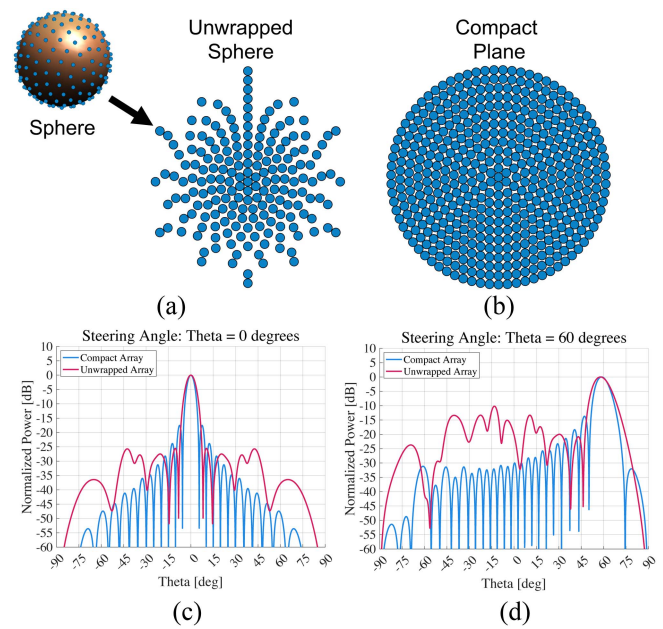 Unwrapped
Sphere
Compact
Plane
Sphere
(a)
(b)
Steering Angle: Theta = 0 degrees
Normalized Power [dB]
10
5
0
-5
-10
-15
-20
-25
-30
-35
-40
-45
-50
-55
-60
Compact Array
Unwrapped Array
-90
-75
-60
-45
-30
-15
0
15
30
45
60
75
90
Theta [deg]
(c)
Steering Angle: Theta = 60 degrees
Normalized Power [dB]
10
5
0
-5
-10
-15
-20
-25
-30
-35
-40
-45
-50
-55
-60
Compact Array
Unwrapped Array
-90
-75
-60
-45
-30
-15
0
15
30
45
60
75
90
Theta [deg]
(d)